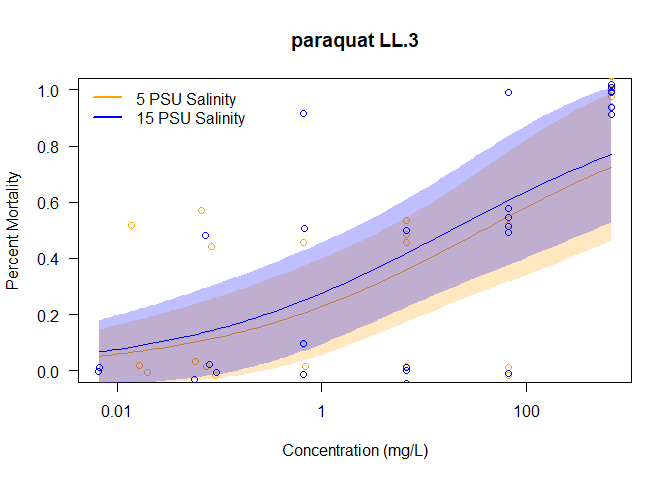 paraquat LL.3
5 PSU Salinity
15 PSU Salinity
Percent Mortality
1.0
0.8
0.6
0.4
0.2
0.0
0.01
1
100
Concentration (mg/L)